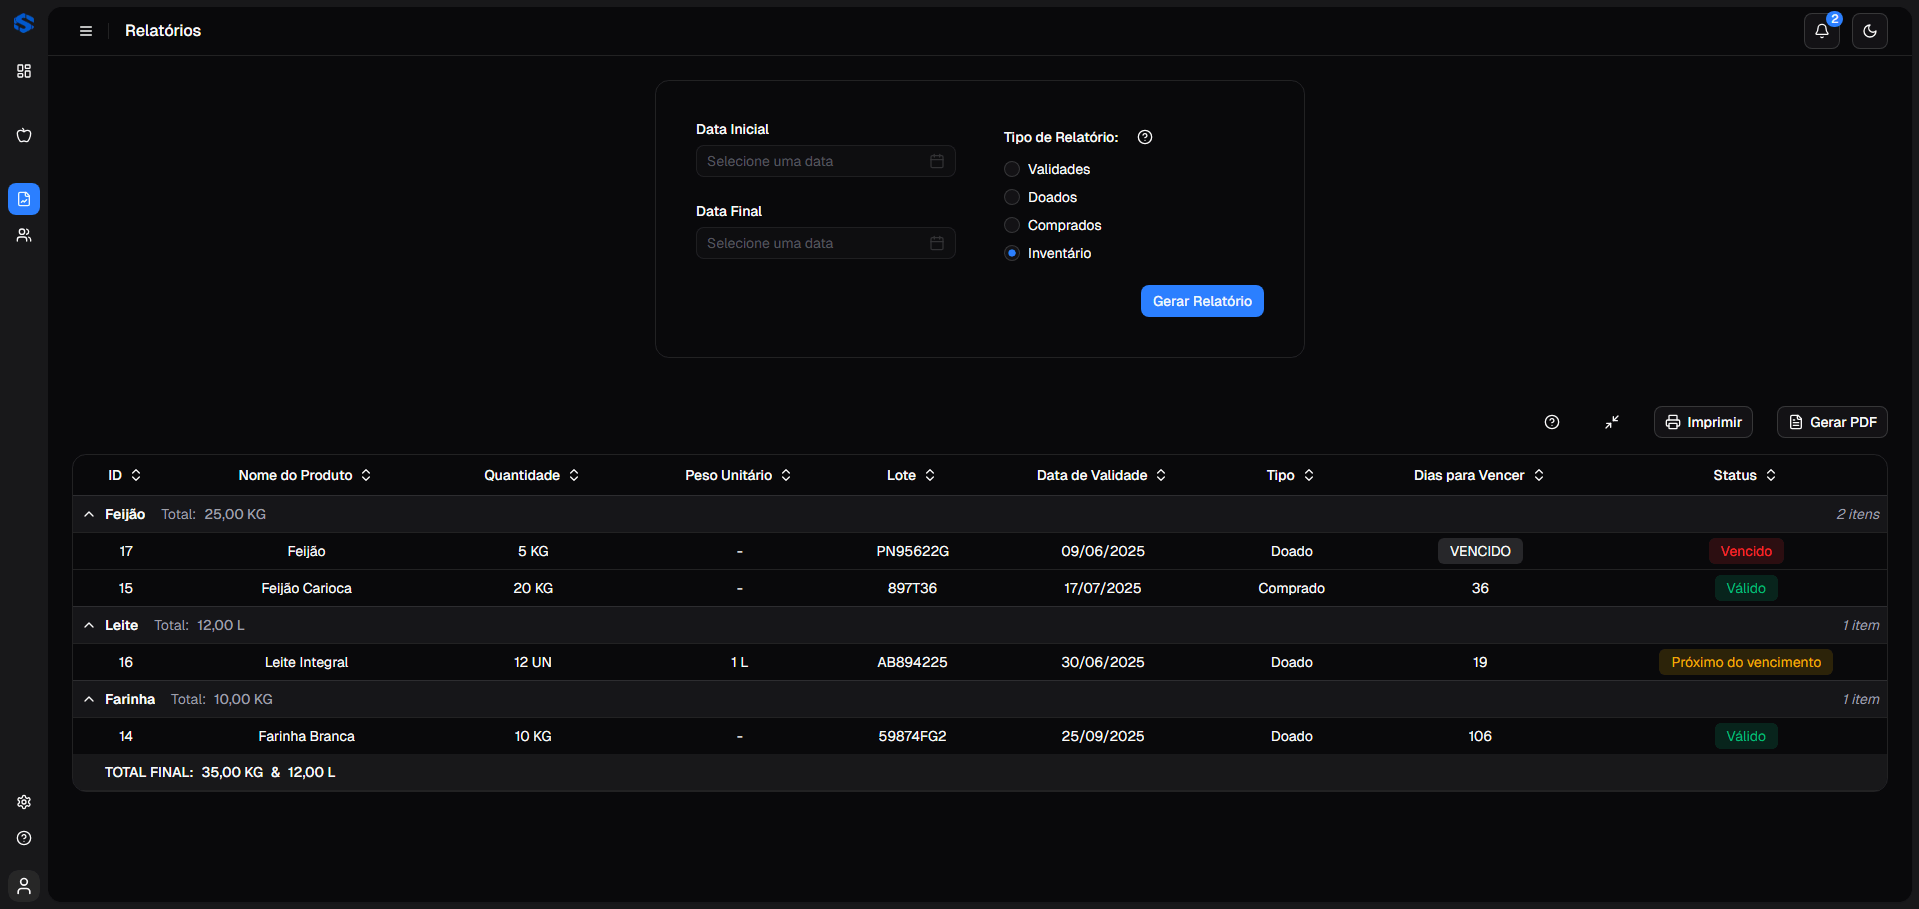 Relatórios
2
Data Inicial
Selecione uma data
Data Final
Selecione uma data
Tipo de Relatório:
Validades
Doados
Comprados
Inventário
Gerar Relatório
Imprimir Gerar PDF
ID Nome do Produto Quantidade Peso Unitário Lote Data de Validade Tipo Dias para Vencer Status
Feijão Total: 25,00 KG 2 itens
17 Feijão 5 KG - PN95622G 09/06/2025 Doado VENCIDO Vencido
15 Feijão Carioca 20 KG - 897T36 17/07/2025 Comprado 36 Válido
Leite Total: 12,00 L 1 item
16 Leite Integral 12 UN 1 L AB894225 30/06/2025 Doado 19 Próximo do vencimento
Farinha Total: 10,00 KG 1 item
14 Farinha Branca 10 KG - 59874FG2 25/09/2025 Doado 106 Válido
TOTAL FINAL: 35,00 KG & 12,00 L